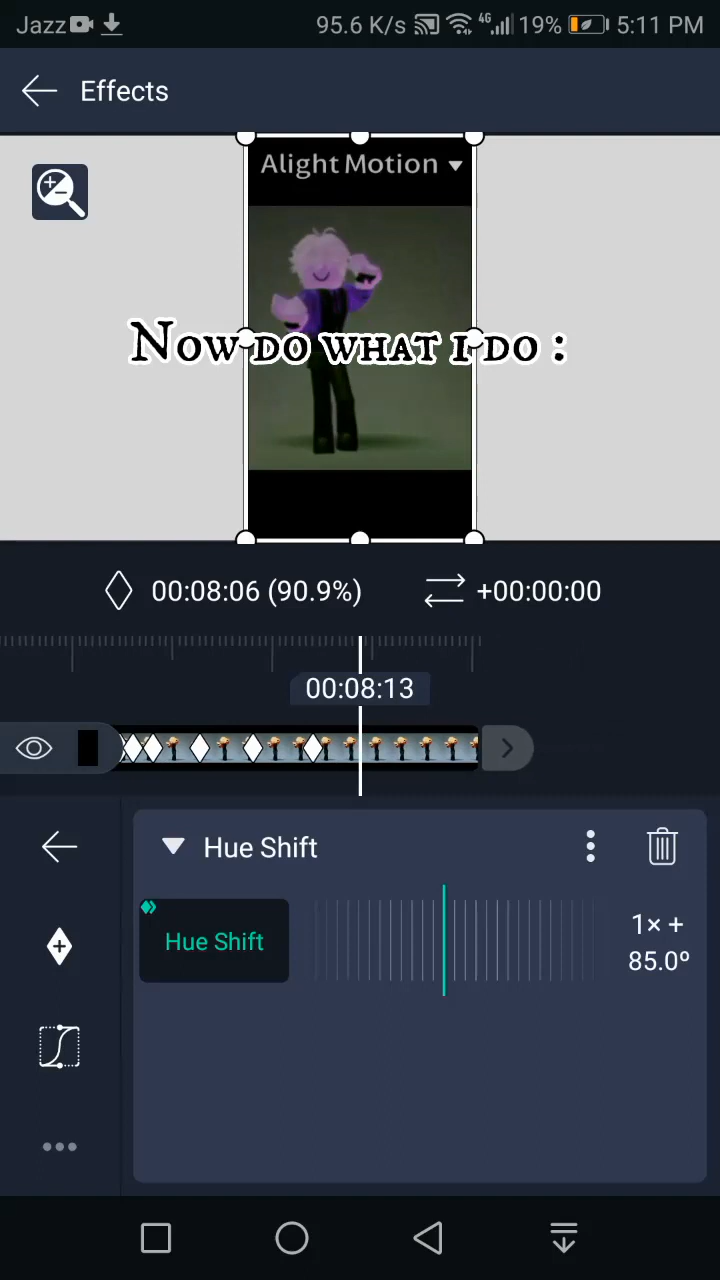 Jazz 95.6 K/s 4G 19% 5:11 PM
Effects
Alight Motion
Now do what i do :
00:08:06 (90.9%) +00:00:00
00:08:13
Hue Shift
Hue Shift
1× +
85.0º